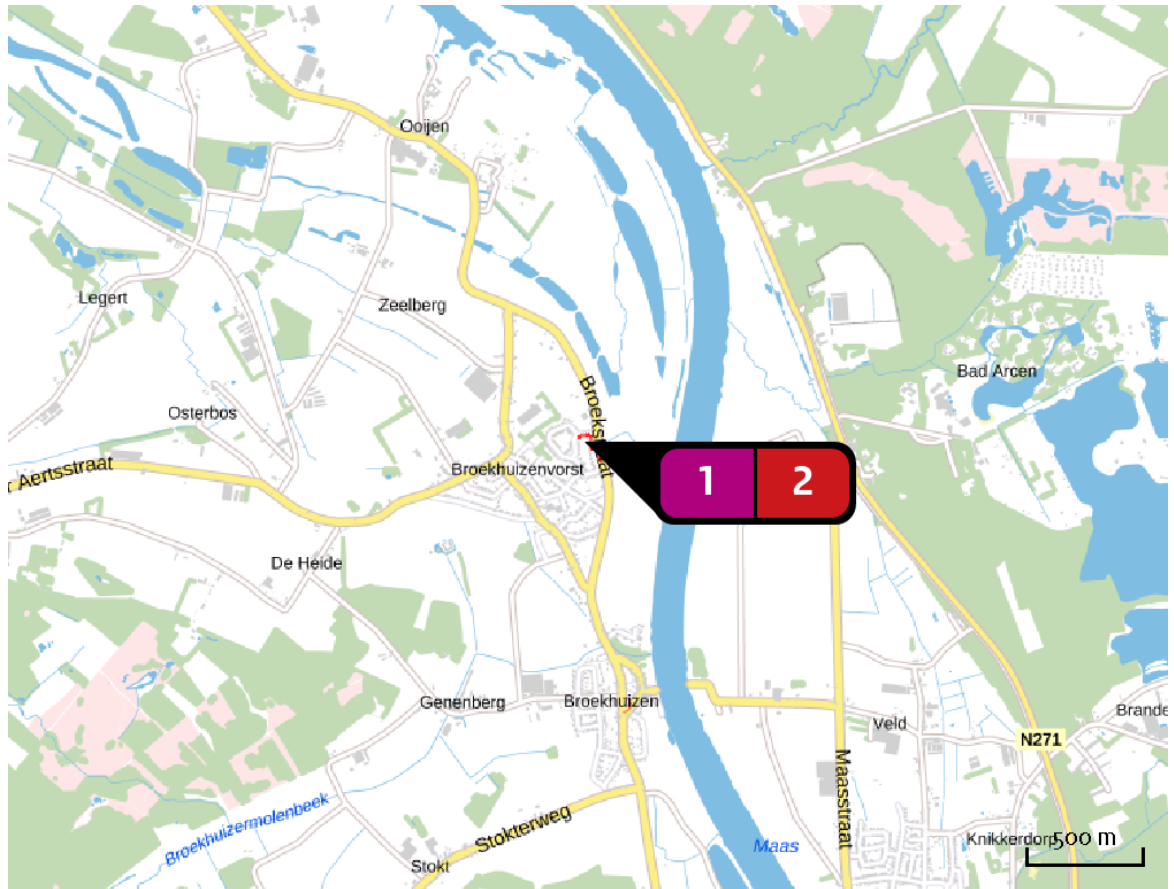 Ooijen
Legert
Zeelberg
Bad Arcen
Osterbos
Broekstraat
r Aertsstraat
Broekhuizenvorst
1
2
De Heide
Genenberg
Broekhuizen
Veld
Brande
N271
Maasstraat
Broekhuizermolenbeek
Stokterweg
Maas
Knikkerdorp
500 m
Stokt